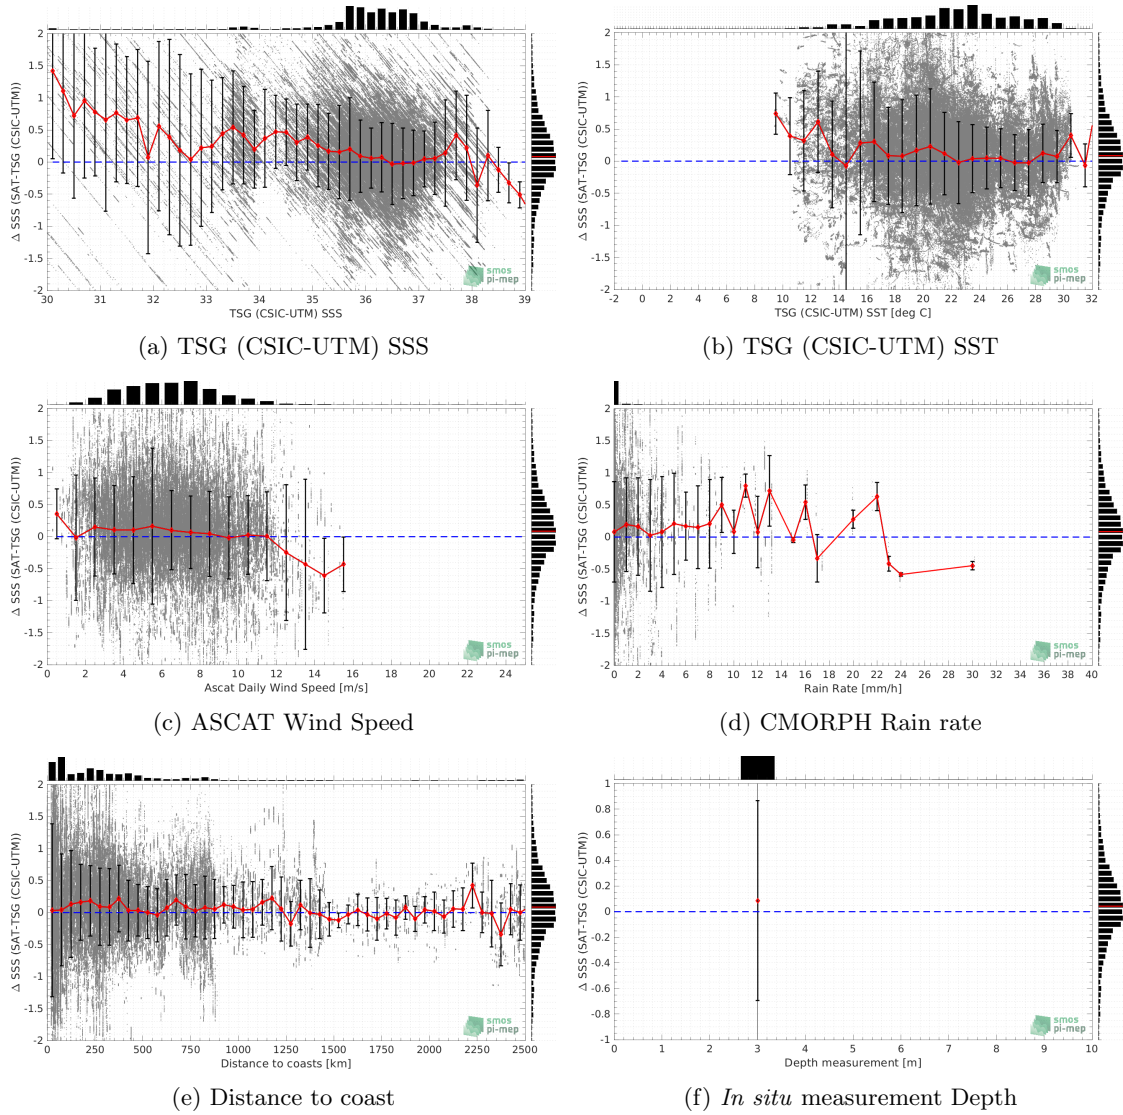 2
1.5
1
0.5
0
-0.5
-1
-1.5
-2
Δ SSS (SAT-TSG (CSIC-UTM))
30 31 32 33 34 35 36 37 38 39
TSG (CSIC-UTM) SSS
smos
pi-mep
(a) TSG (CSIC-UTM) SSS
2
1.5
1
0.5
0
-0.5
-1
-1.5
-2
Δ SSS (SAT-TSG (CSIC-UTM))
-2 0 2 4 6 8 10 12 14 16 18 20 22 24 26 28 30 32
TSG (CSIC-UTM) SST [deg C]
smos
pi-mep
(b) TSG (CSIC-UTM) SST
2
1.5
1
0.5
0
-0.5
-1
-1.5
-2
Δ SSS (SAT-TSG (CSIC-UTM))
0 2 4 6 8 10 12 14 16 18 20 22 24
Ascat Daily Wind Speed [m/s]
smos
pi-mep
(c) ASCAT Wind Speed
2
1.5
1
0.5
0
-0.5
-1
-1.5
-2
Δ SSS (SAT-TSG (CSIC-UTM))
0 2 4 6 8 10 12 14 16 18 20 22 24 26 28 30 32 34 36 38 40
Rain Rate [mm/h]
smos
pi-mep
(d) CMORPH Rain rate
2
1.5
1
0.5
0
-0.5
-1
-1.5
-2
Δ SSS (SAT-TSG (CSIC-UTM))
0 250 500 750 1000 1250 1500 1750 2000 2250 2500
Distance to coasts [km]
smos
pi-mep
(e) Distance to coast
1
0.8
0.6
0.4
0.2
0
-0.2
-0.4
-0.6
-0.8
-1
Δ SSS (SAT-TSG (CSIC-UTM))
0 1 2 3 4 5 6 7 8 9 10
Depth measurement [m]
smos
pi-mep
(f) In situ measurement Depth